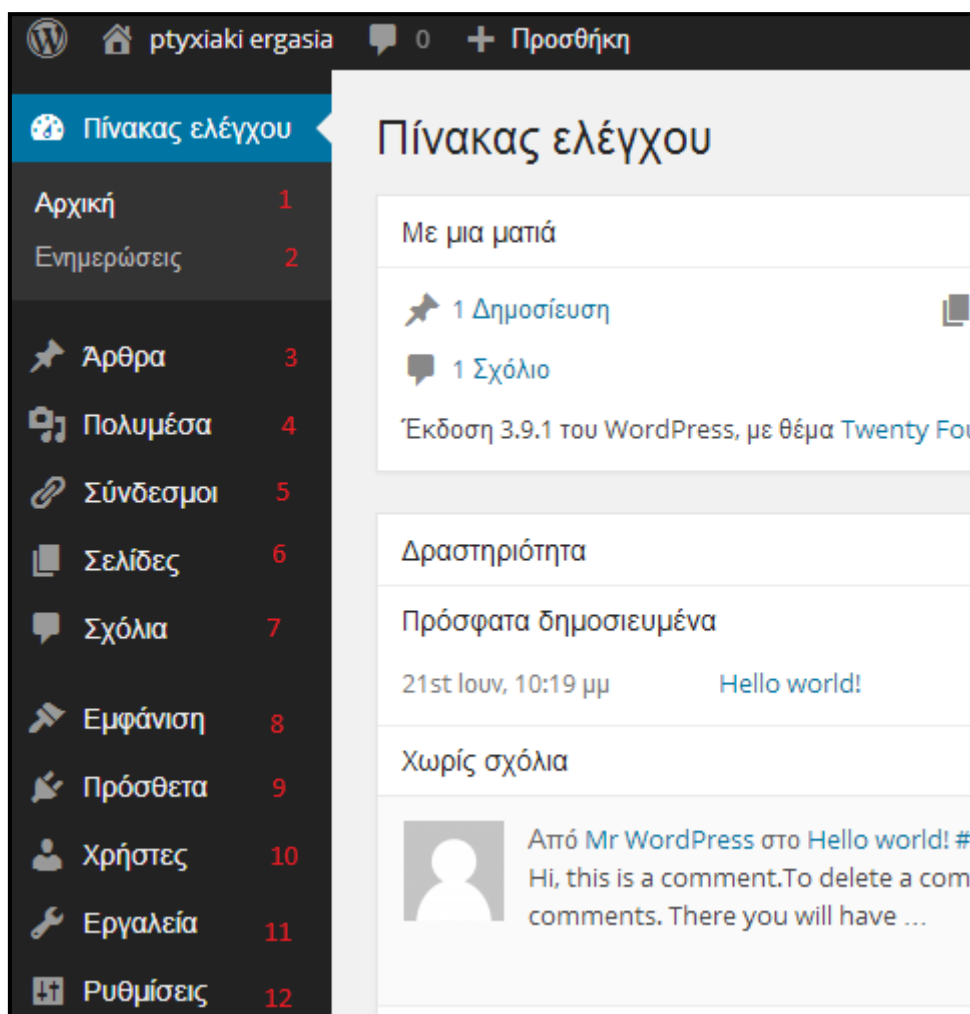 ptyxiaki ergasia 0 Προσθήκη
Πίνακας ελέγχου
Αρχική 1
Ενημερώσεις 2
Άρθρα 3
Πολυμέσα 4
Σύνδεσμοι 5
Σελίδες 6
Σχόλια 7
Εμφάνιση 8
Πρόσθετα 9
Χρήστες 10
Εργαλεία 11
Ρυθμίσεις 12
Πίνακας ελέγχου
Με μια ματιά
1 Δημοσίευση
1 Σχόλιο
Έκδοση 3.9.1 του WordPress, με θέμα Twenty Fou
Δραστηριότητα
Πρόσφατα δημοσιευμένα
21st Ιουν, 10:19 μμ Hello world!
Χωρίς σχόλια
Από Mr WordPress στο Hello world! #
Hi, this is a comment.To delete a com
comments. There you will have …